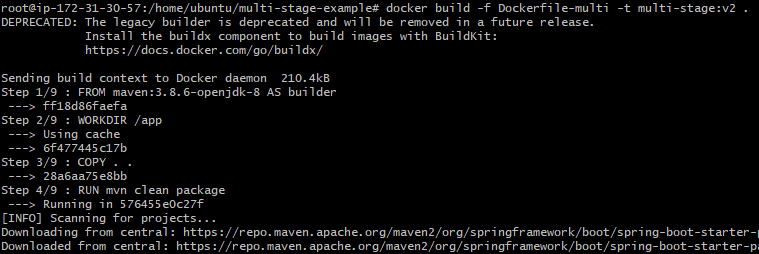 root@ip-172-31-30-57:/home/ubuntu/multi-stage-example# docker build -f Dockerfile-multi -t multi-stage:v2 .
DEPRECATED: The legacy builder is deprecated and will be removed in a future release.
            Install the buildx component to build images with BuildKit:
            https://docs.docker.com/go/buildx/

Sending build context to Docker daemon  210.4kB
Step 1/9 : FROM maven:3.8.6-openjdk-8 AS builder
 ---> ff18d86faefa
Step 2/9 : WORKDIR /app
 ---> Using cache
 ---> 6f477445c17b
Step 3/9 : COPY . .
 ---> 28a6aa75e8bb
Step 4/9 : RUN mvn clean package
 ---> Running in 576455e0c27f
[INFO] Scanning for projects...
Downloading from central: https://repo.maven.apache.org/maven2/org/springframework/boot/spring-boot-starter-p
Downloaded from central: https://repo.maven.apache.org/maven2/org/springframework/boot/spring-boot-starter-pa